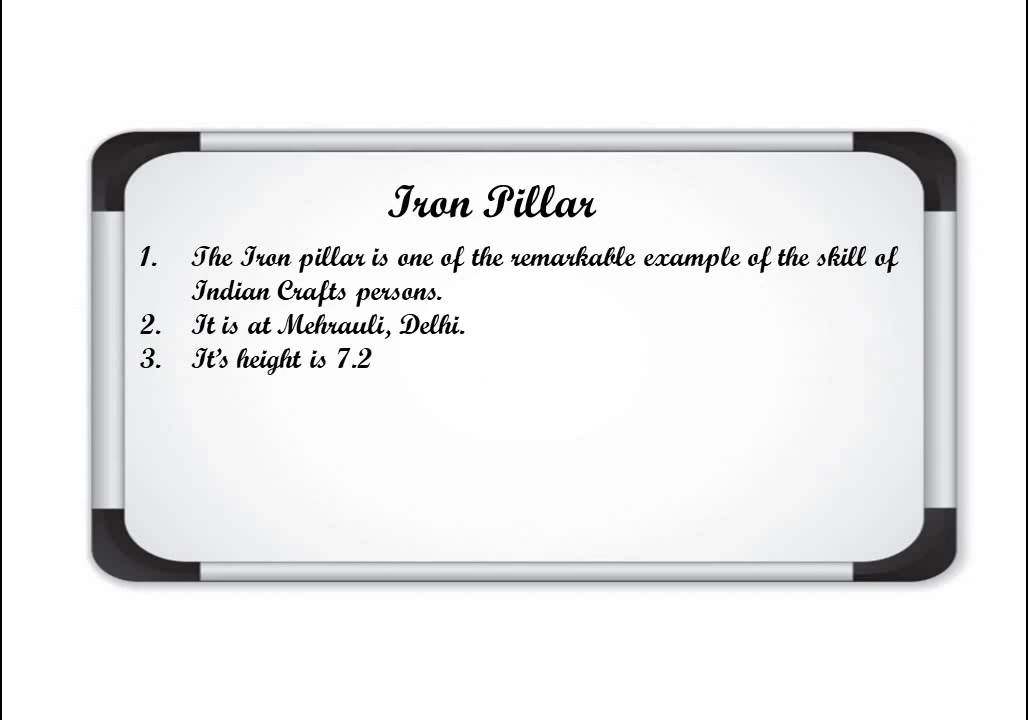 Iron Pillar
1. The Iron pillar is one of the remarkable example of the skill of
Indian Crafts persons.
2. It is at Mehrauli, Delhi.
3. It's height is 7.2